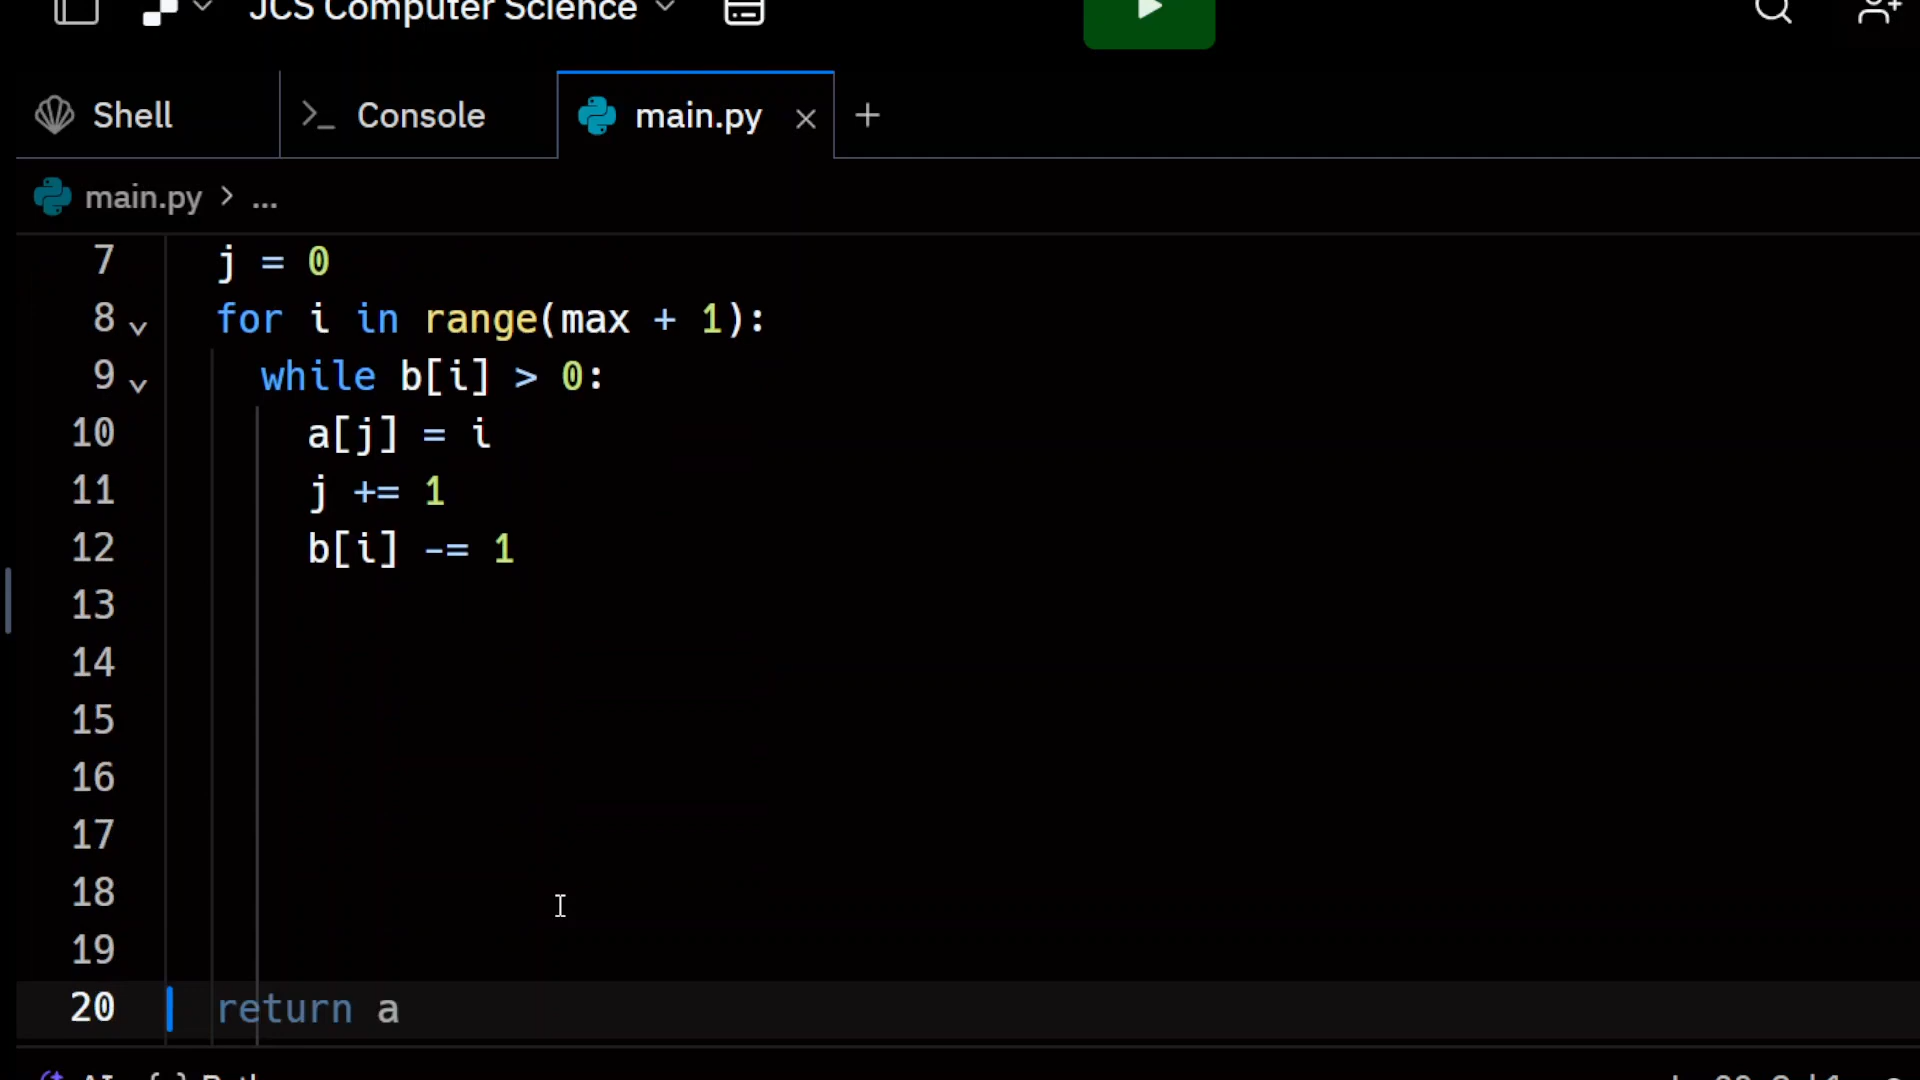 JCS Computer Science
Shell
Console
main.py
+
main.py > ...
7 j = 0
8 for i in range(max + 1):
9 while b[i] > 0:
10 a[j] = i
11 j += 1
12 b[i] -= 1
13
14
15
16
17
18
19
20 return a
AI